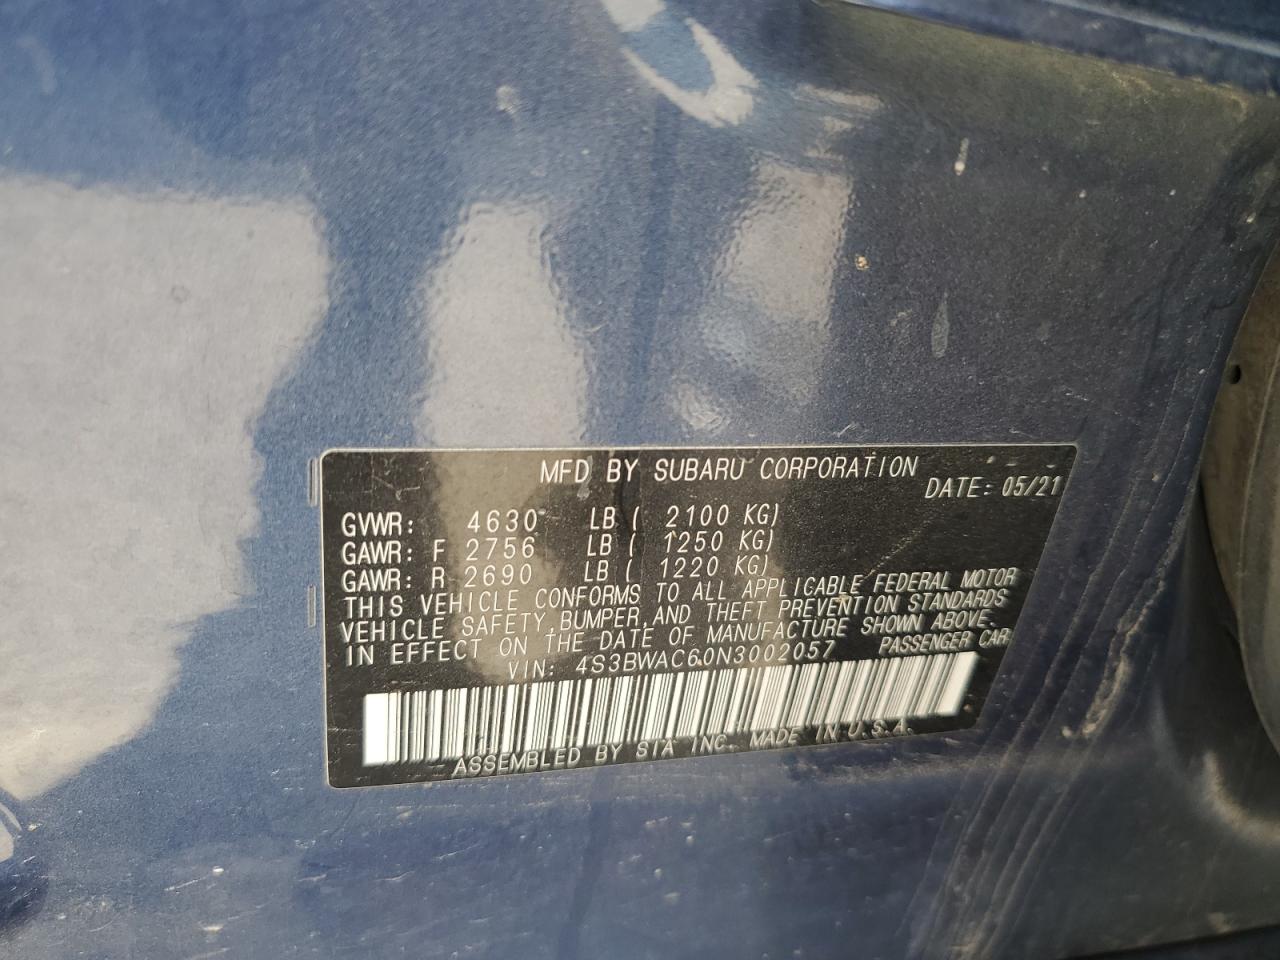 MFD BY SUBARU CORPORATION
DATE: 05/21
GVWR: 4630 LB ( 2100 KG)
GAWR: F 2756 LB ( 1250 KG)
GAWR: R 2690 LB ( 1220 KG)
THIS VEHICLE CONFORMS TO ALL APPLICABLE FEDERAL MOTOR
VEHICLE SAFETY, BUMPER, AND THEFT PREVENTION STANDARDS
IN EFFECT ON THE DATE OF MANUFACTURE SHOWN ABOVE.
VIN: 4S3BWAC60N3002057 PASSENGER CAR
ASSEMBLED BY SIA INC. MADE IN U.S.A.